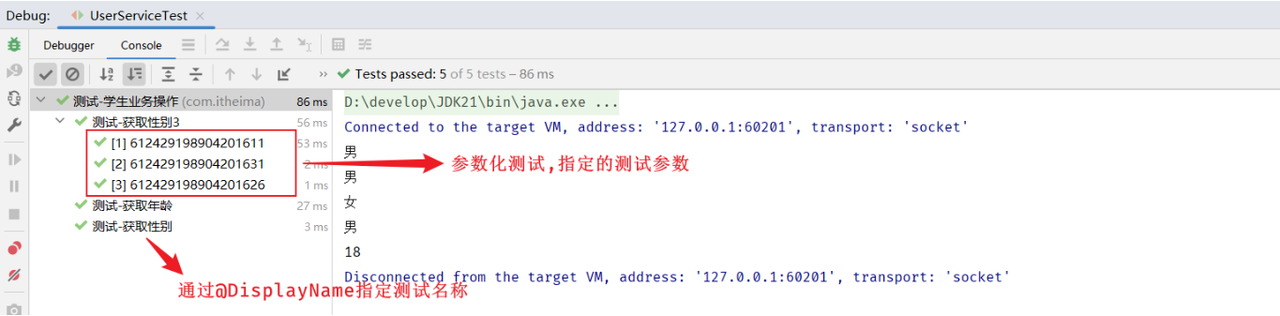 Debug: UserServiceTest
Debugger Console
Tests passed: 5 of 5 tests – 86 ms
测试-学生业务操作 (com.itheima) 86 ms
测试-获取性别3 56 ms
[1] 612429198904201611 53 ms
[2] 612429198904201631 2 ms
[3] 612429198904201626 1 ms
测试-获取年龄 27 ms
测试-获取性别 3 ms
通过@DisplayName指定测试名称
D:\develop\JDK21\bin\java.exe ...
Connected to the target VM, address: '127.0.0.1:60201', transport: 'socket'
男
男
女
男
18
Disconnected from the target VM, address: '127.0.0.1:60201', transport: 'socket'
参数化测试,指定的测试参数